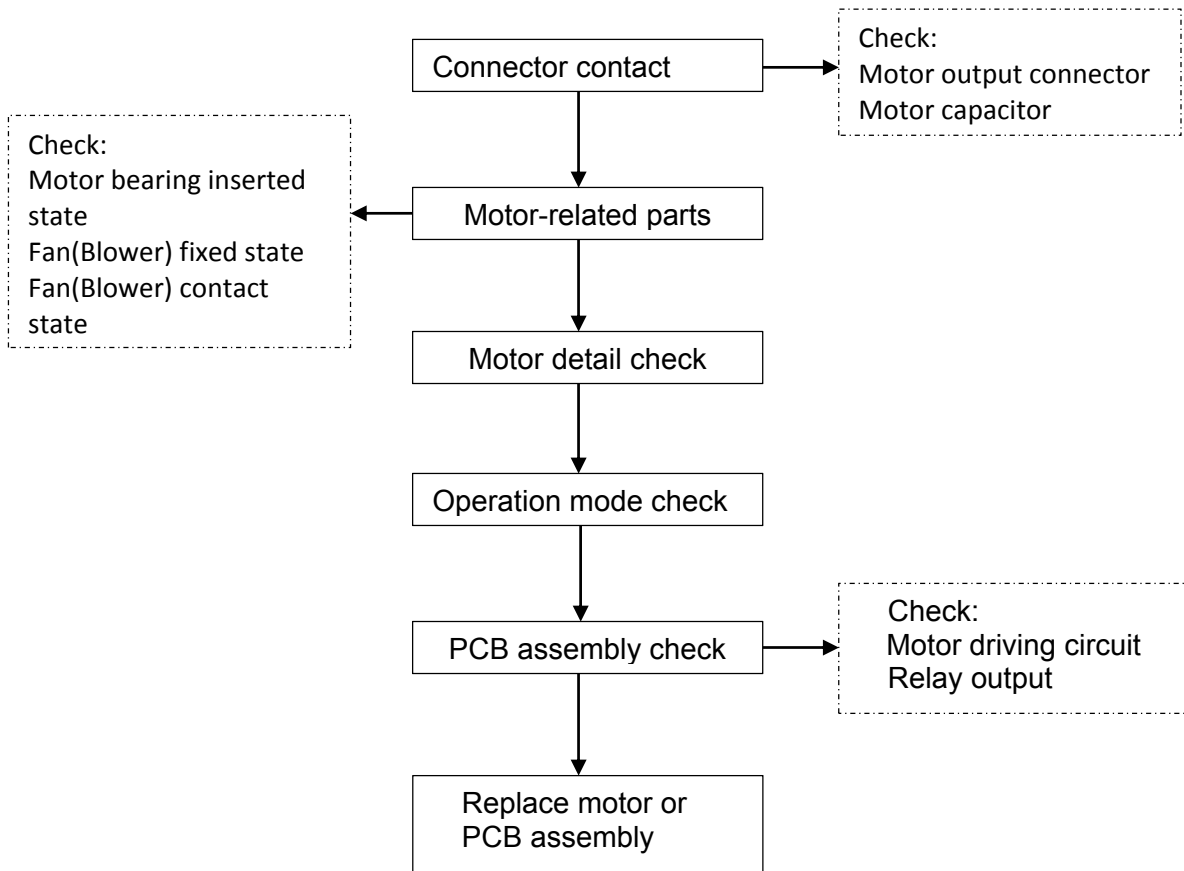 Connector contact
Check:
Motor output connector
Motor capacitor
Check:
Motor bearing inserted
state
Fan(Blower) fixed state
Fan(Blower) contact
state
Motor-related parts
Motor detail check
Operation mode check
PCB assembly check
Check:
Motor driving circuit
Relay output
Replace motor or
PCB assembly